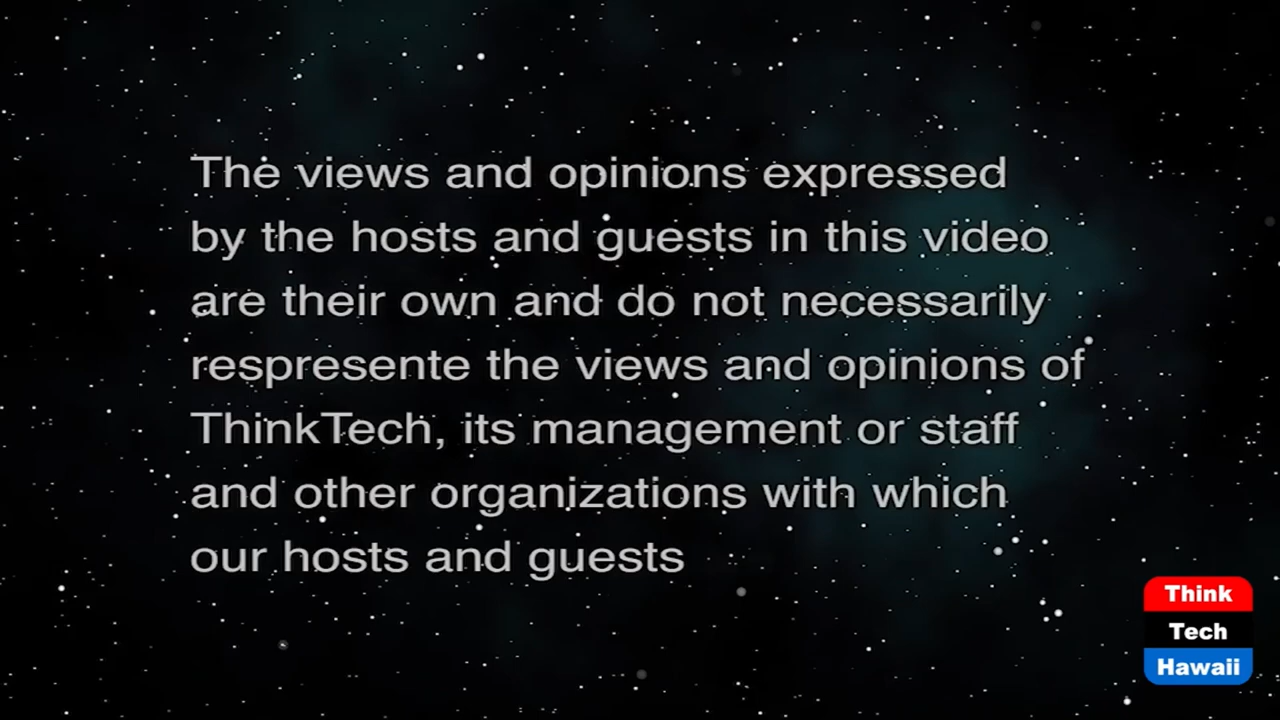 The views and opinions expressed
by the hosts and guests in this video
are their own and do not necessarily
respresente the views and opinions of
ThinkTech, its management or staff
and other organizations with which
our hosts and guests
Think
Tech
Hawaii